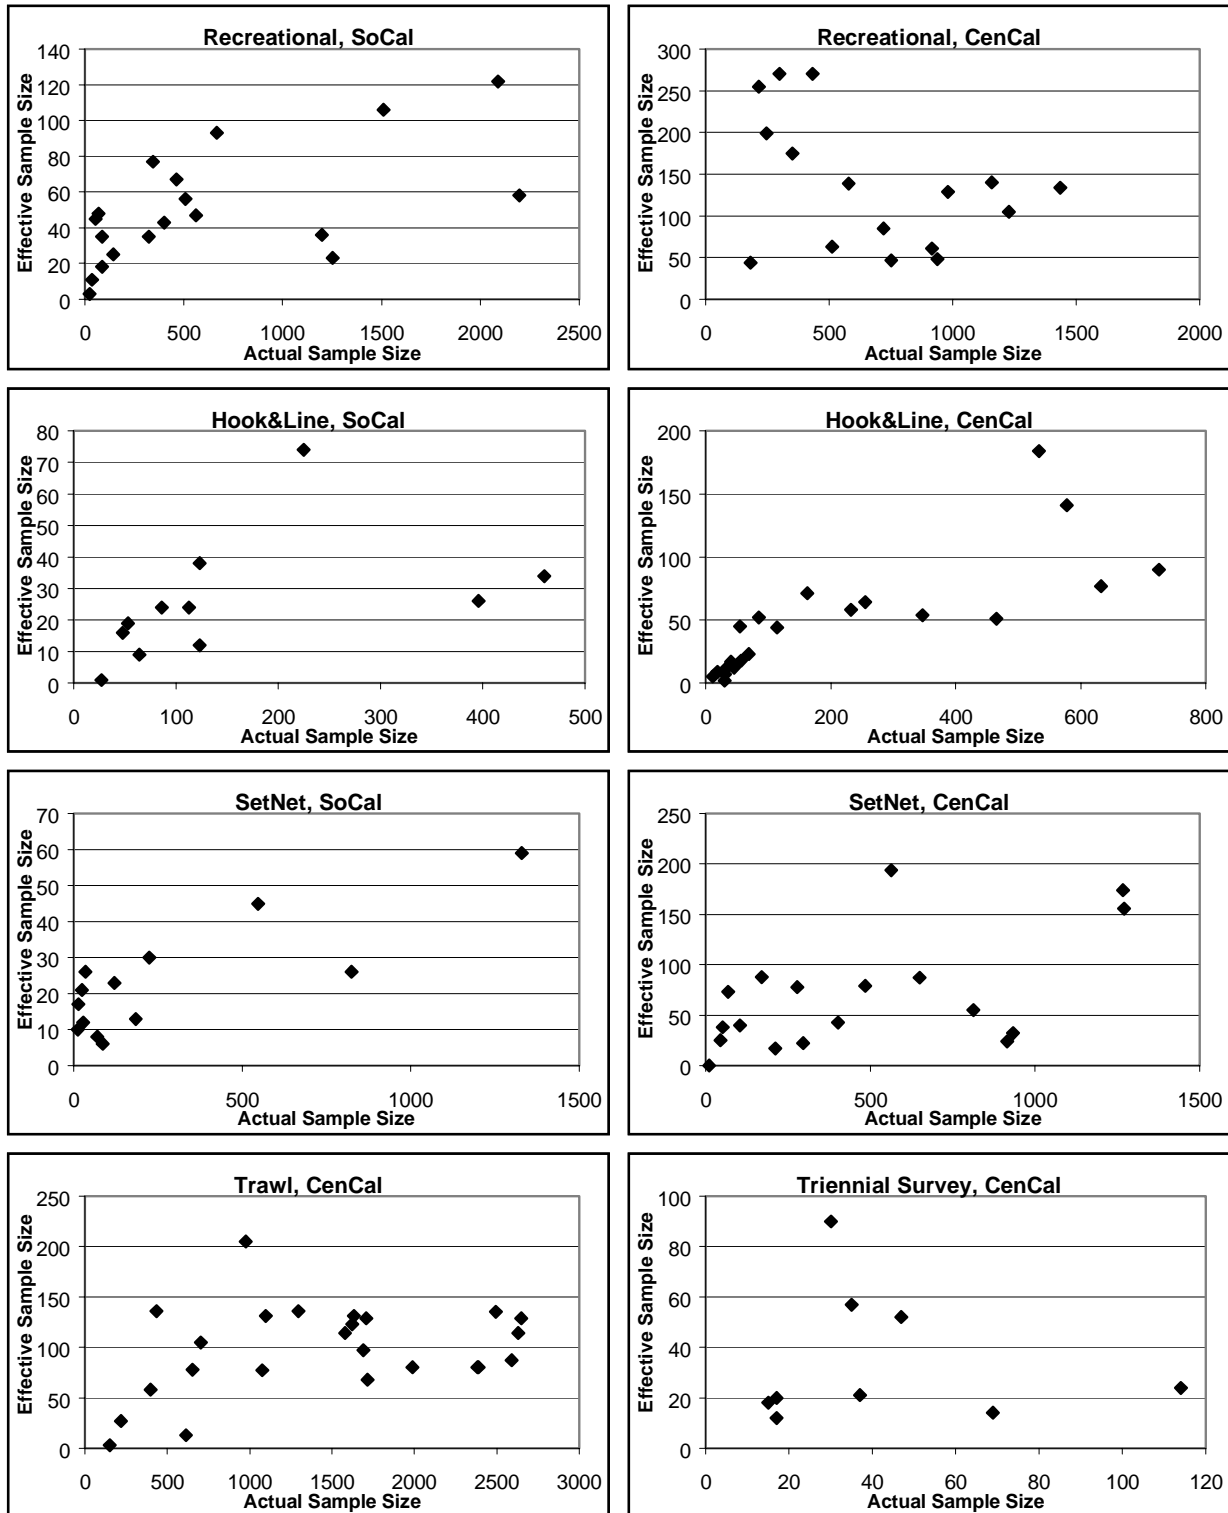 Recreational, SoCal
Effective Sample Size
140
120
100
80
60
40
20
0
0 500 1000 1500 2000 2500
Actual Sample Size
Recreational, CenCal
Effective Sample Size
300
250
200
150
100
50
0
0 500 1000 1500 2000
Actual Sample Size
Hook&Line, SoCal
Effective Sample Size
80
70
60
50
40
30
20
10
0
0 100 200 300 400 500
Actual Sample Size
Hook&Line, CenCal
Effective Sample Size
200
150
100
50
0
0 200 400 600 800
Actual Sample Size
SetNet, SoCal
Effective Sample Size
70
60
50
40
30
20
10
0
0 500 1000 1500
Actual Sample Size
SetNet, CenCal
Effective Sample Size
250
200
150
100
50
0
0 500 1000 1500
Actual Sample Size
Trawl, CenCal
Effective Sample Size
250
200
150
100
50
0
0 500 1000 1500 2000 2500 3000
Actual Sample Size
Triennial Survey, CenCal
Effective Sample Size
100
80
60
40
20
0
0 20 40 60 80 100 120
Actual Sample Size